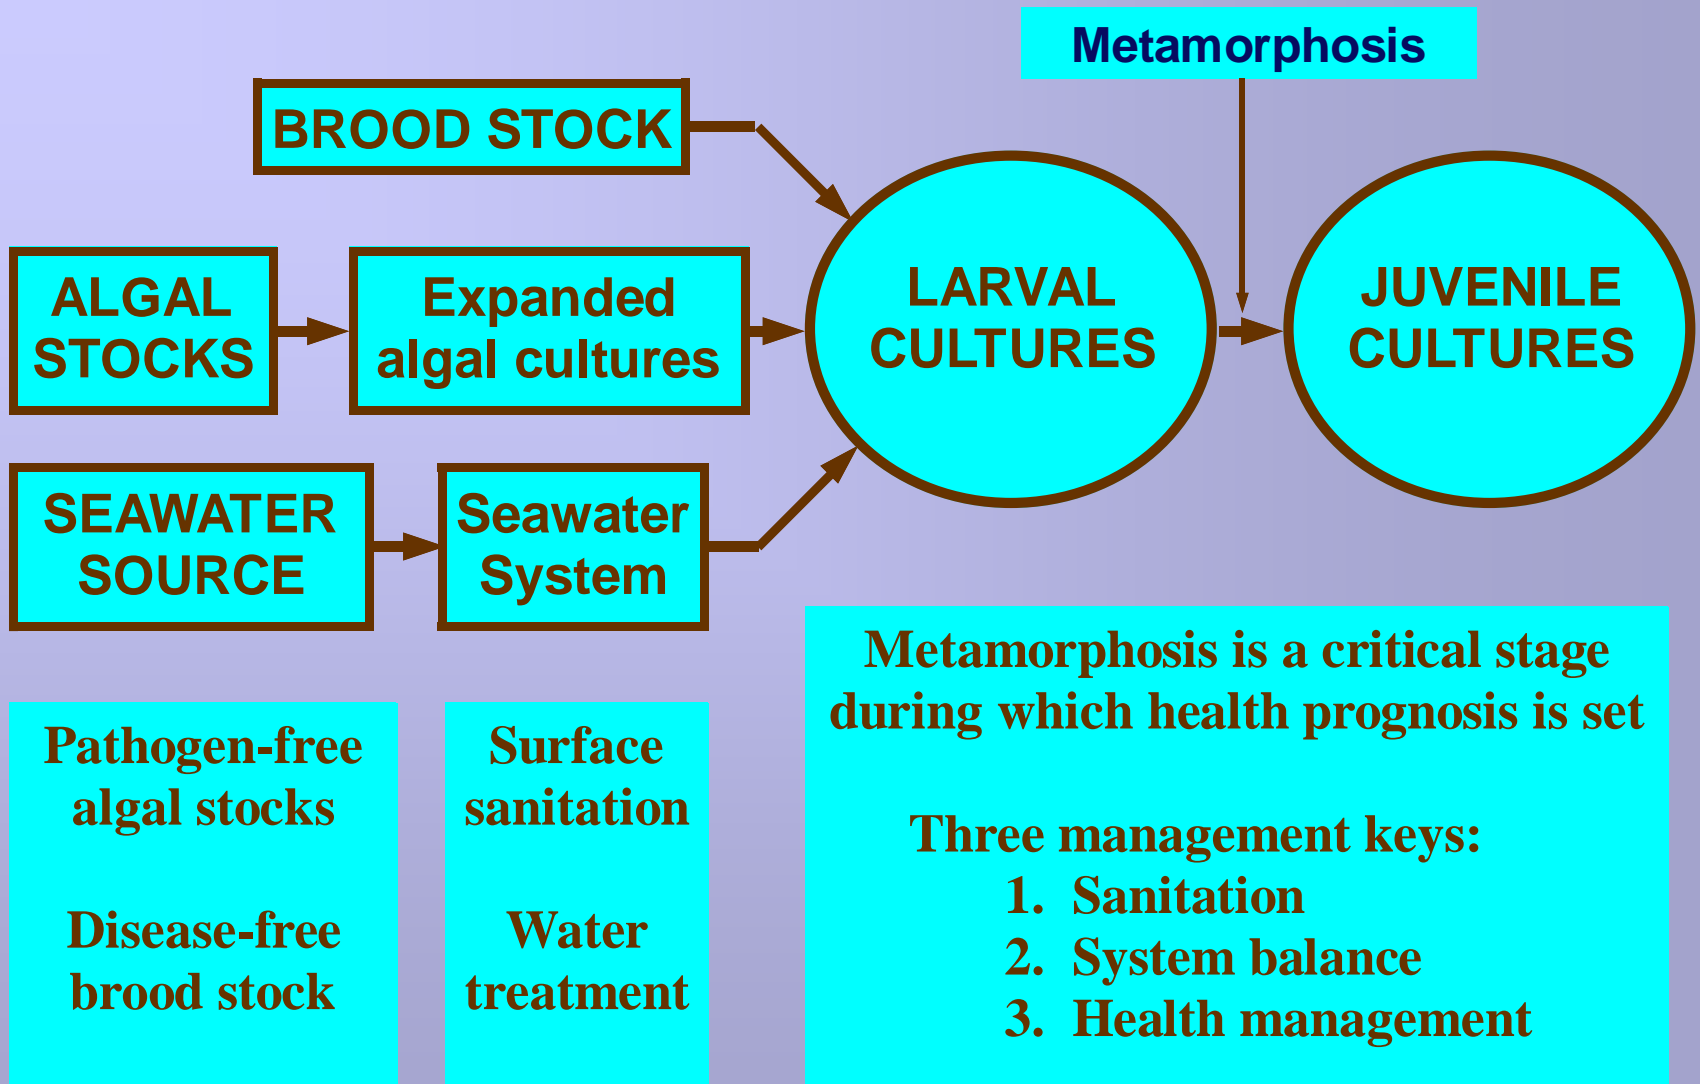 Metamorphosis
BROOD STOCK
ALGAL
STOCKS
Expanded
algal cultures
LARVAL
CULTURES
JUVENILE
CULTURES
SEAWATER
SOURCE
Seawater
System
Pathogen-free
algal stocks
Disease-free
brood stock
Surface
sanitation
Water
treatment
Metamorphosis is a critical stage
during which health prognosis is set
Three management keys:
1. Sanitation
2. System balance
3. Health management